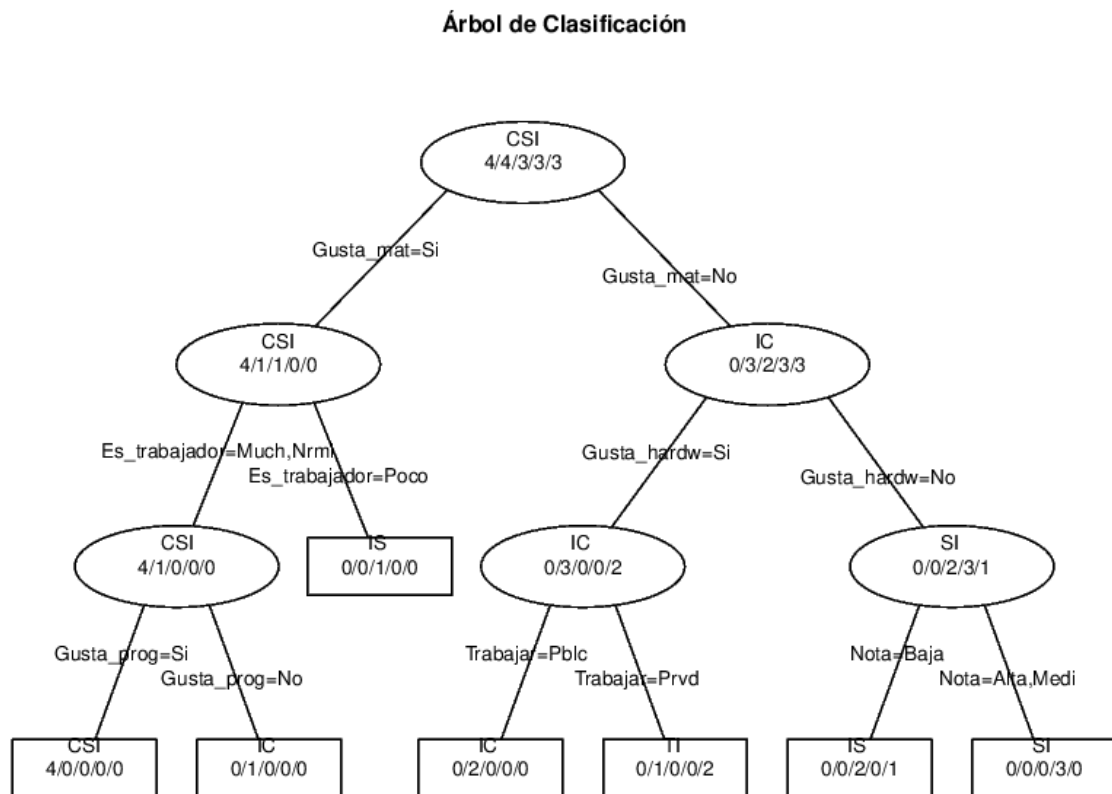 Árbol de Clasificación
CSI
4/4/3/3/3
Gusta_mat=Si
Gusta_mat=No
CSI
4/1/1/0/0
IC
0/3/2/3/3
Es_trabajador=Much,Nrml
Es_trabajador=Poco
Gusta_hardw=Si
Gusta_hardw=No
CSI
4/1/0/0/0
IS
0/0/1/0/0
IC
0/3/0/0/2
SI
0/0/2/3/1
Gusta_prog=Si
Gusta_prog=No
Trabajar=Pblc
Trabajar=Prvd
Nota=Baja
Nota=Alta,Medi
CSI
4/0/0/0/0
IC
0/1/0/0/0
IC
0/2/0/0/0
TI
0/1/0/0/2
IS
0/0/2/0/1
SI
0/0/0/3/0